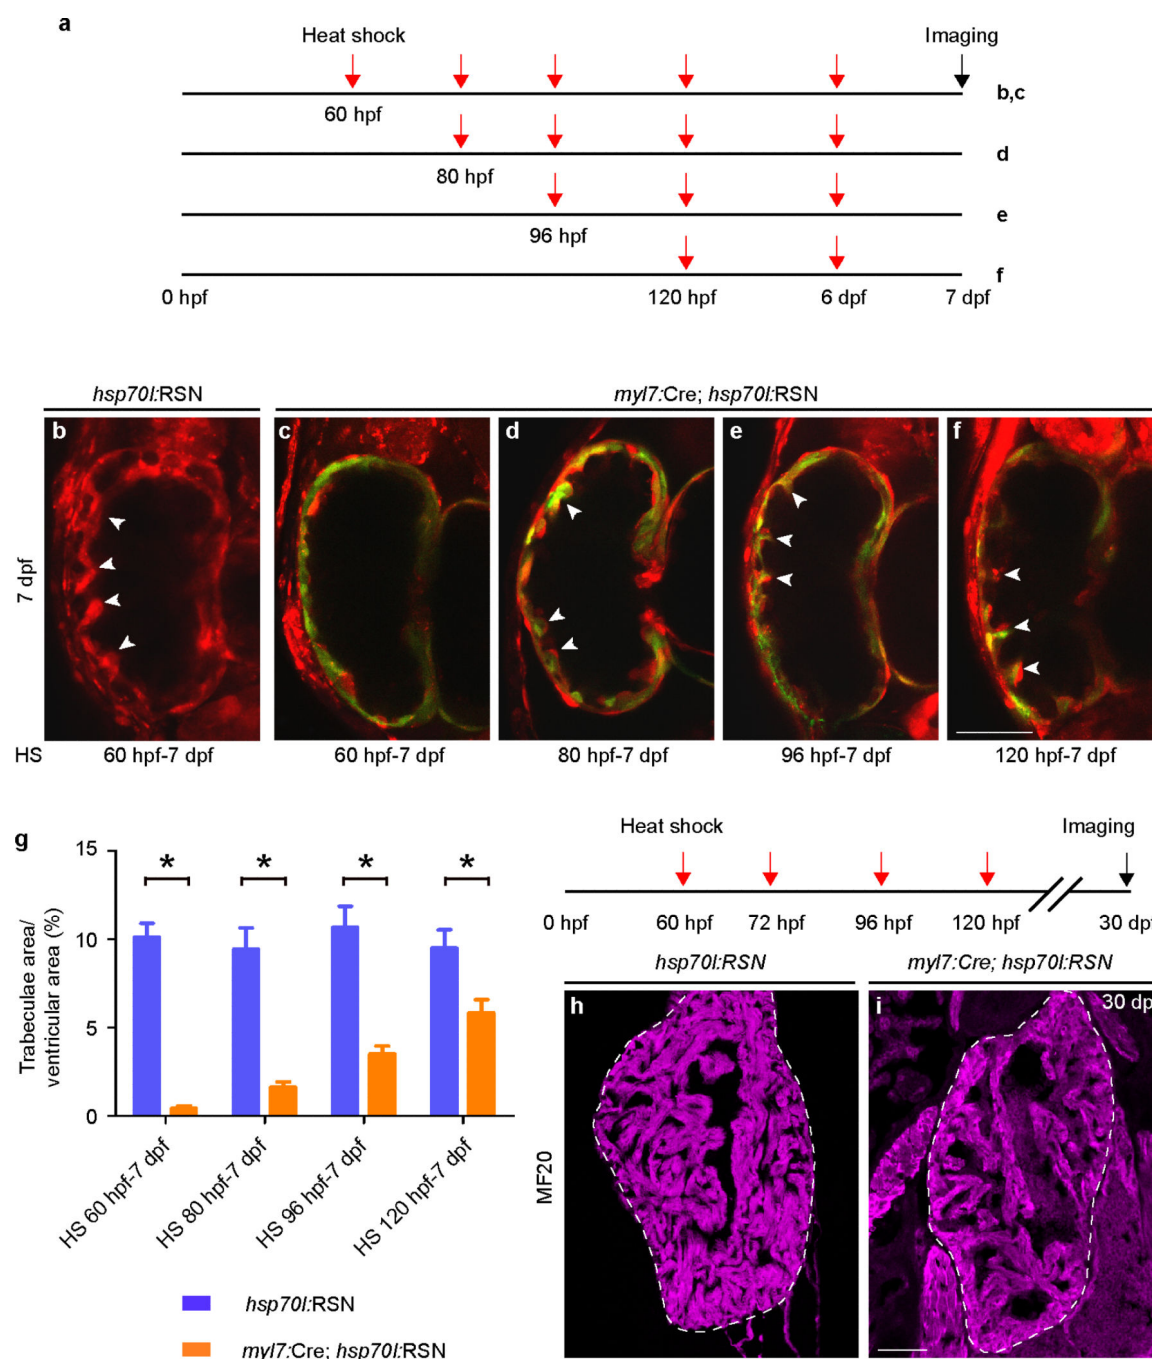 a
Heat shock
Imaging
b,c
60 hpf
d
80 hpf
e
96 hpf
f
0 hpf
120 hpf
6 dpf
7 dpf
hsp70l:RSN
myl7:Cre; hsp70l:RSN
b
c
d
e
f
7 dpf
HS
60 hpf-7 dpf
60 hpf-7 dpf
80 hpf-7 dpf
96 hpf-7 dpf
120 hpf-7 dpf
g
15
10
5
0
Trabeculae area/
ventricular area (%)
*
*
*
*
HS 60 hpf-7 dpf
HS 80 hpf-7 dpf
HS 96 hpf-7 dpf
HS 120 hpf-7 dpf
hsp70l:RSN
myl7:Cre; hsp70l:RSN
Heat shock
Imaging
0 hpf
60 hpf
72 hpf
96 hpf
120 hpf
30 dpf
hsp70l:RSN
myl7:Cre; hsp70l:RSN
h
i
30 dp
MF20